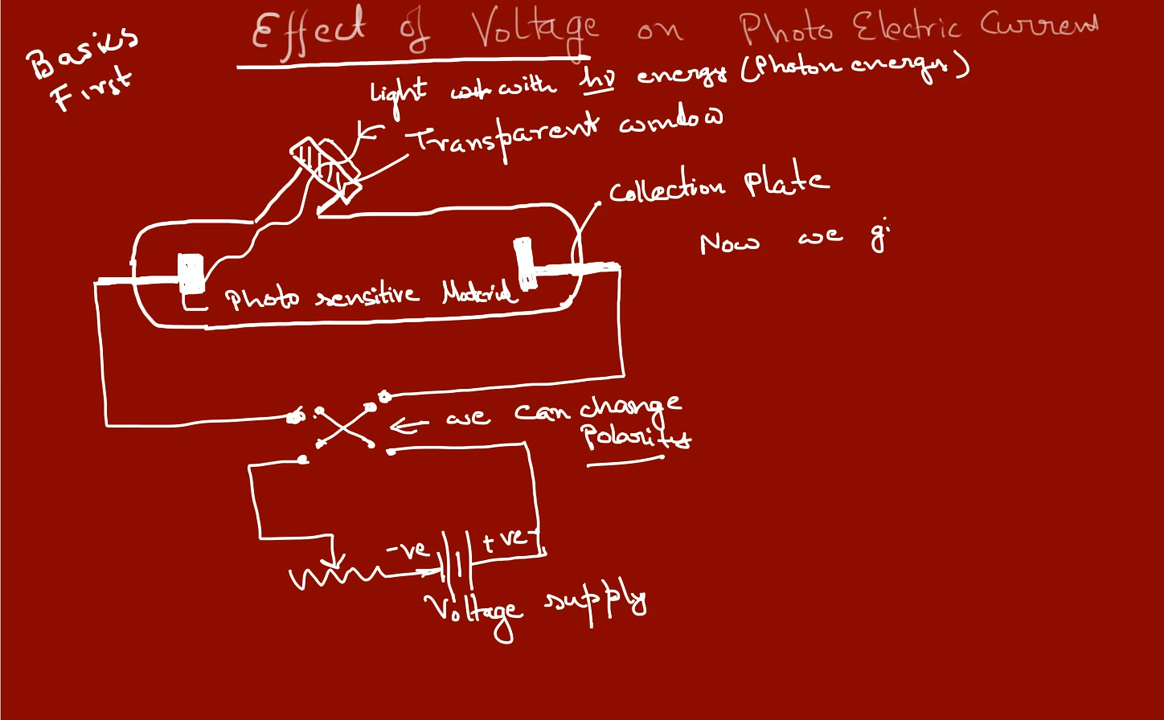 Effect of Voltage on Photo Electric Current
Basics
First
Light with hν energy (Photon energy)
Transparent window
Collection Plate
Now we gi
Photo sensitive Material
we can change
Polarity
-ve
+ve
Voltage supply